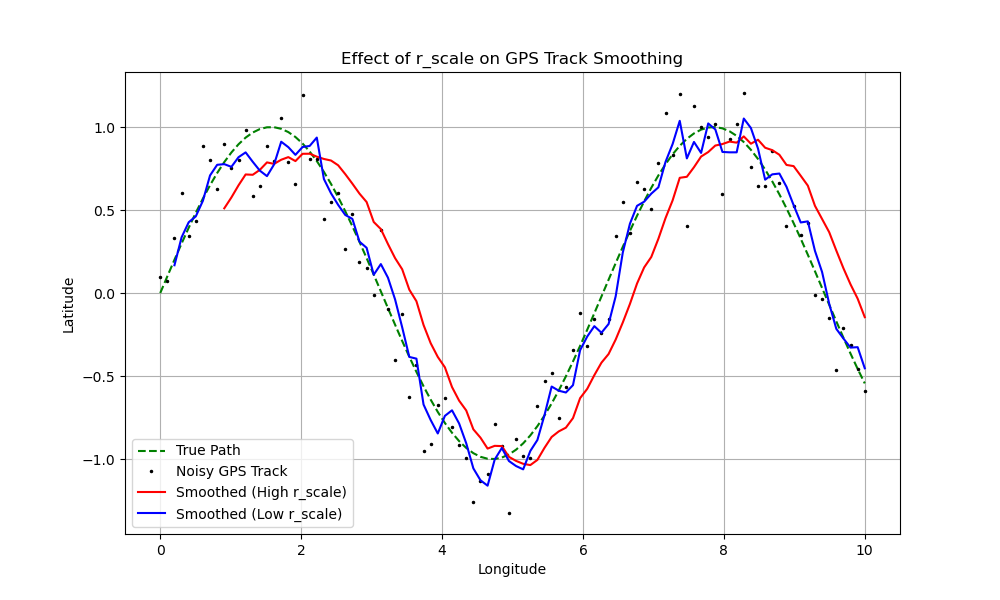 Effect of r_scale on GPS Track Smoothing
1.0
0.5
0.0
−0.5
−1.0
Latitude
True Path
Noisy GPS Track
Smoothed (High r_scale)
Smoothed (Low r_scale)
0 2 4 6 8 10
Longitude